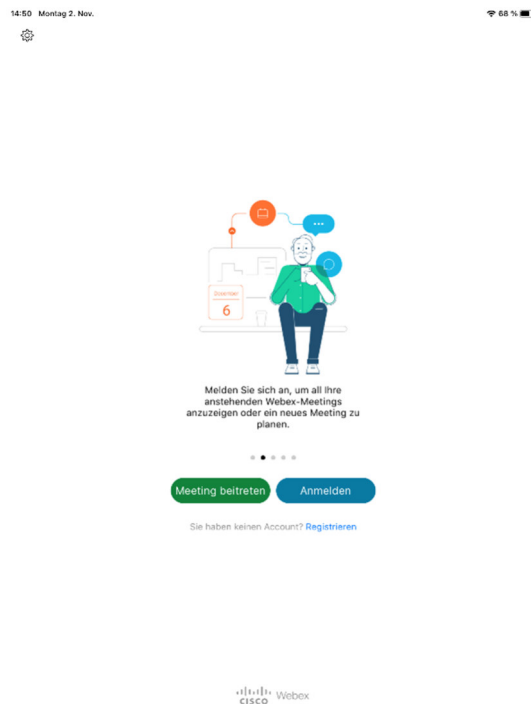 14:50 Montag 2. Nov.
68 %
6
Melden Sie sich an, um all Ihre
anstehenden Webex-Meetings
anzuzeigen oder ein neues Meeting zu
planen.
Meeting beitreten
Anmelden
Sie haben keinen Account? Registrieren
CISCO Webex